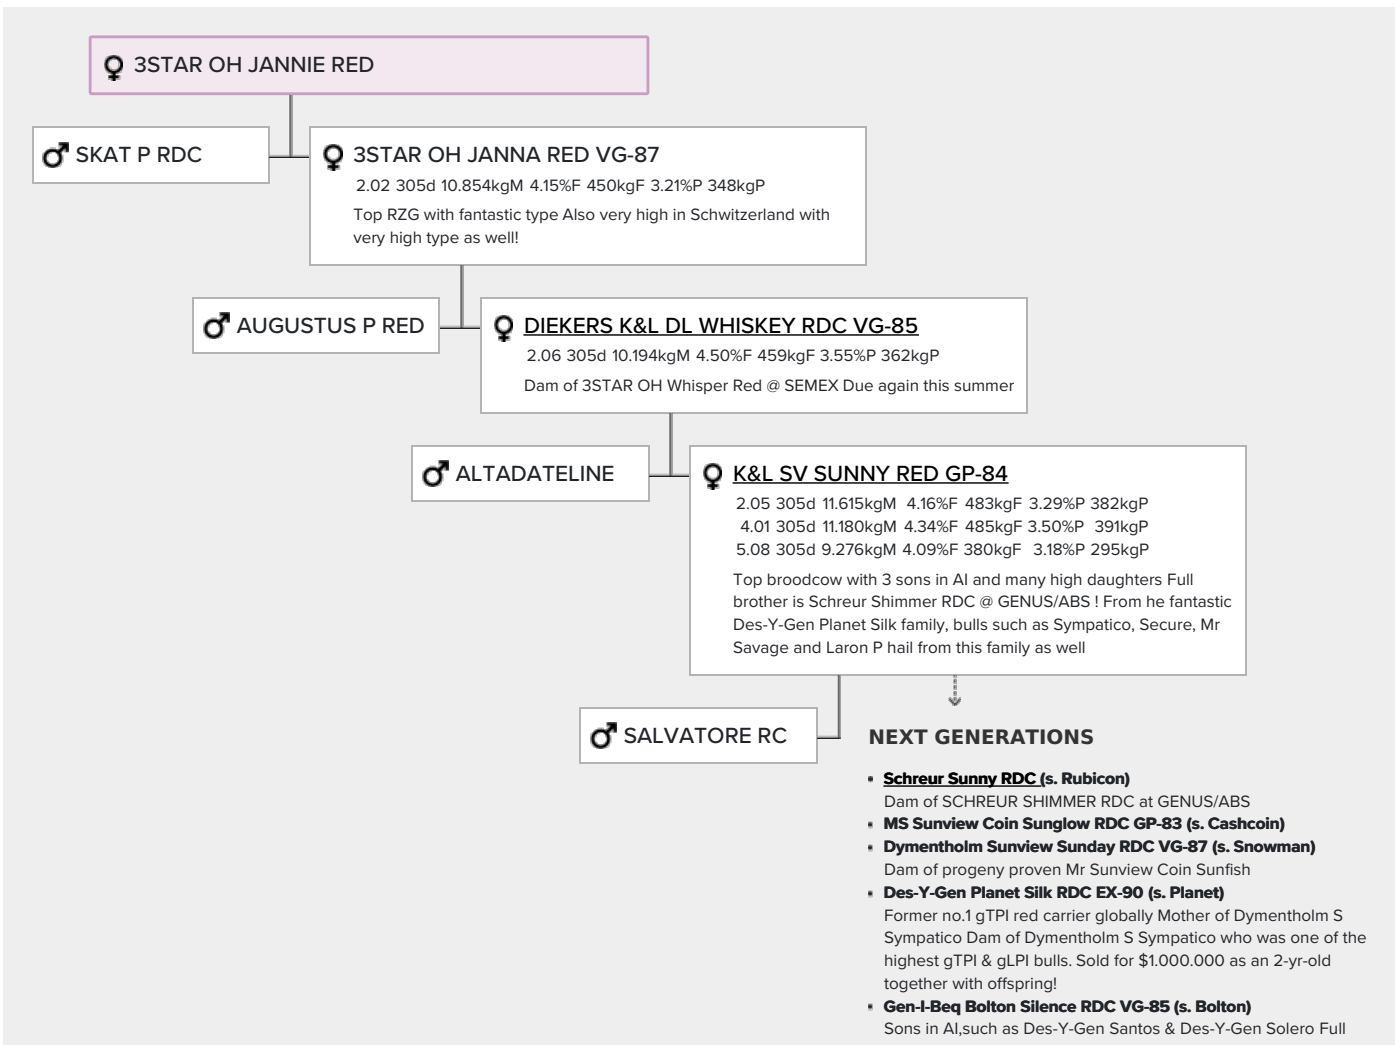 3STAR OH JANNIE RED
SKAT P RDC
3STAR OH JANNA RED VG-87
2.02 305d 10.854kgM 4.15%F 450kgF 3.21%P 348kgP
Top RZG with fantastic type Also very high in Schwitzerland with
very high type as well!
AUGUSTUS P RED
DIEKERS K&L DL WHISKEY RDC VG-85
2.06 305d 10.194kgM 4.50%F 459kgF 3.55%P 362kgP
Dam of 3STAR OH Whisper Red @ SEMEX Due again this summer
ALTADATELINE
K&L SV SUNNY RED GP-84
2.05 305d 11.615kgM 4.16%F 483kgF 3.29%P 382kgP
4.01 305d 11.180kgM 4.34%F 485kgF 3.50%P 391kgP
5.08 305d 9.276kgM 4.09%F 380kgF 3.18%P 295kgP
Top broodcow with 3 sons in AI and many high daughters Full
brother is Schreur Shimmer RDC @ GENUS/ABS ! From he fantastic
Des-Y-Gen Planet Silk family, bulls such as Sympatico, Secure, Mr
Savage and Laron P hail from this family as well
SALVATORE RC
NEXT GENERATIONS
Schreur Sunny RDC (s. Rubicon)
Dam of SCHREUR SHIMMER RDC at GENUS/ABS
MS Sunview Coin Sunglow RDC GP-83 (s. Cashcoin)
Dymentholm Sunview Sunday RDC VG-87 (s. Snowman)
Dam of progeny proven Mr Sunview Coin Sunfish
Des-Y-Gen Planet Silk RDC EX-90 (s. Planet)
Former no.1 gTPI red carrier globally Mother of Dymentholm S
Sympatico Dam of Dymentholm S Sympatico who was one of the
highest gTPI & gLPI bulls. Sold for $1.000.000 as an 2-yr-old
together with offspring!
Gen-I-Beq Bolton Silence RDC VG-85 (s. Bolton)
Sons in AI,such as Des-Y-Gen Santos & Des-Y-Gen Solero Full